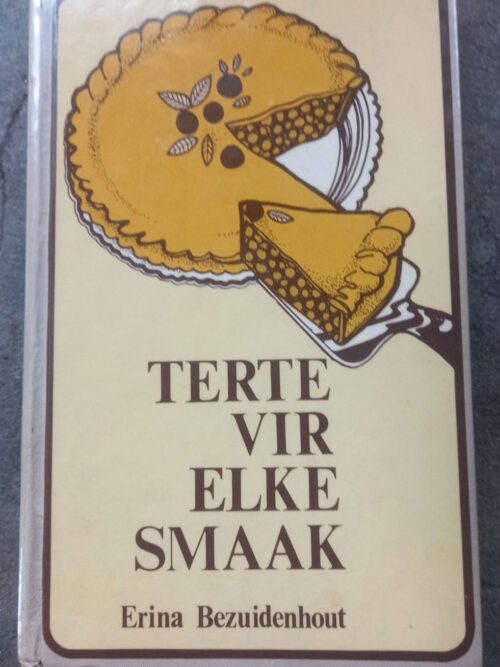 TERTE
VIR
ELKE
SMAAK
Erina Bezuidenhout